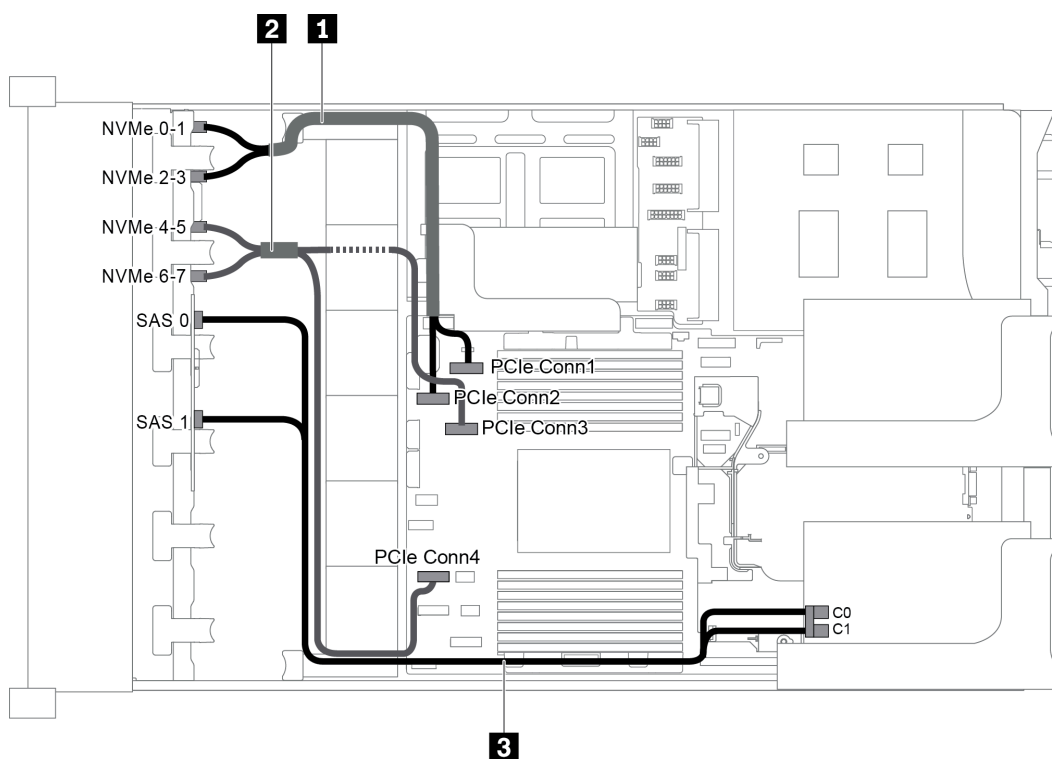 2 1
NVMe 0-1
NVMe 2-3
NVMe 4-5
NVMe 6-7
SAS 0
PCIe Conn1
PCIe Conn2
SAS 1
PCIe Conn3
PCIe Conn4
C0
C1
3